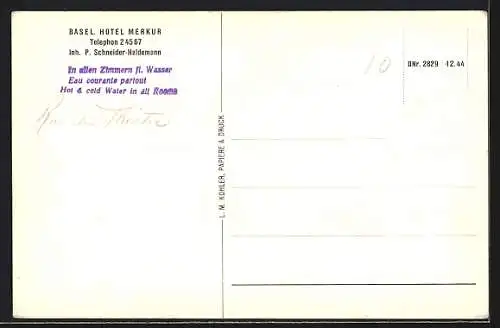 BASEL. HOTEL MERKUR
Telephon 24567
Inh. P. Schneider-Haldemann
In allen Zimmern fl. Wasser
Eau courante partout
Hot & cold Water in all Rooms
L. M. KOHLER, PAPIERE & DRUCK
10
DNr. 2829 12.44